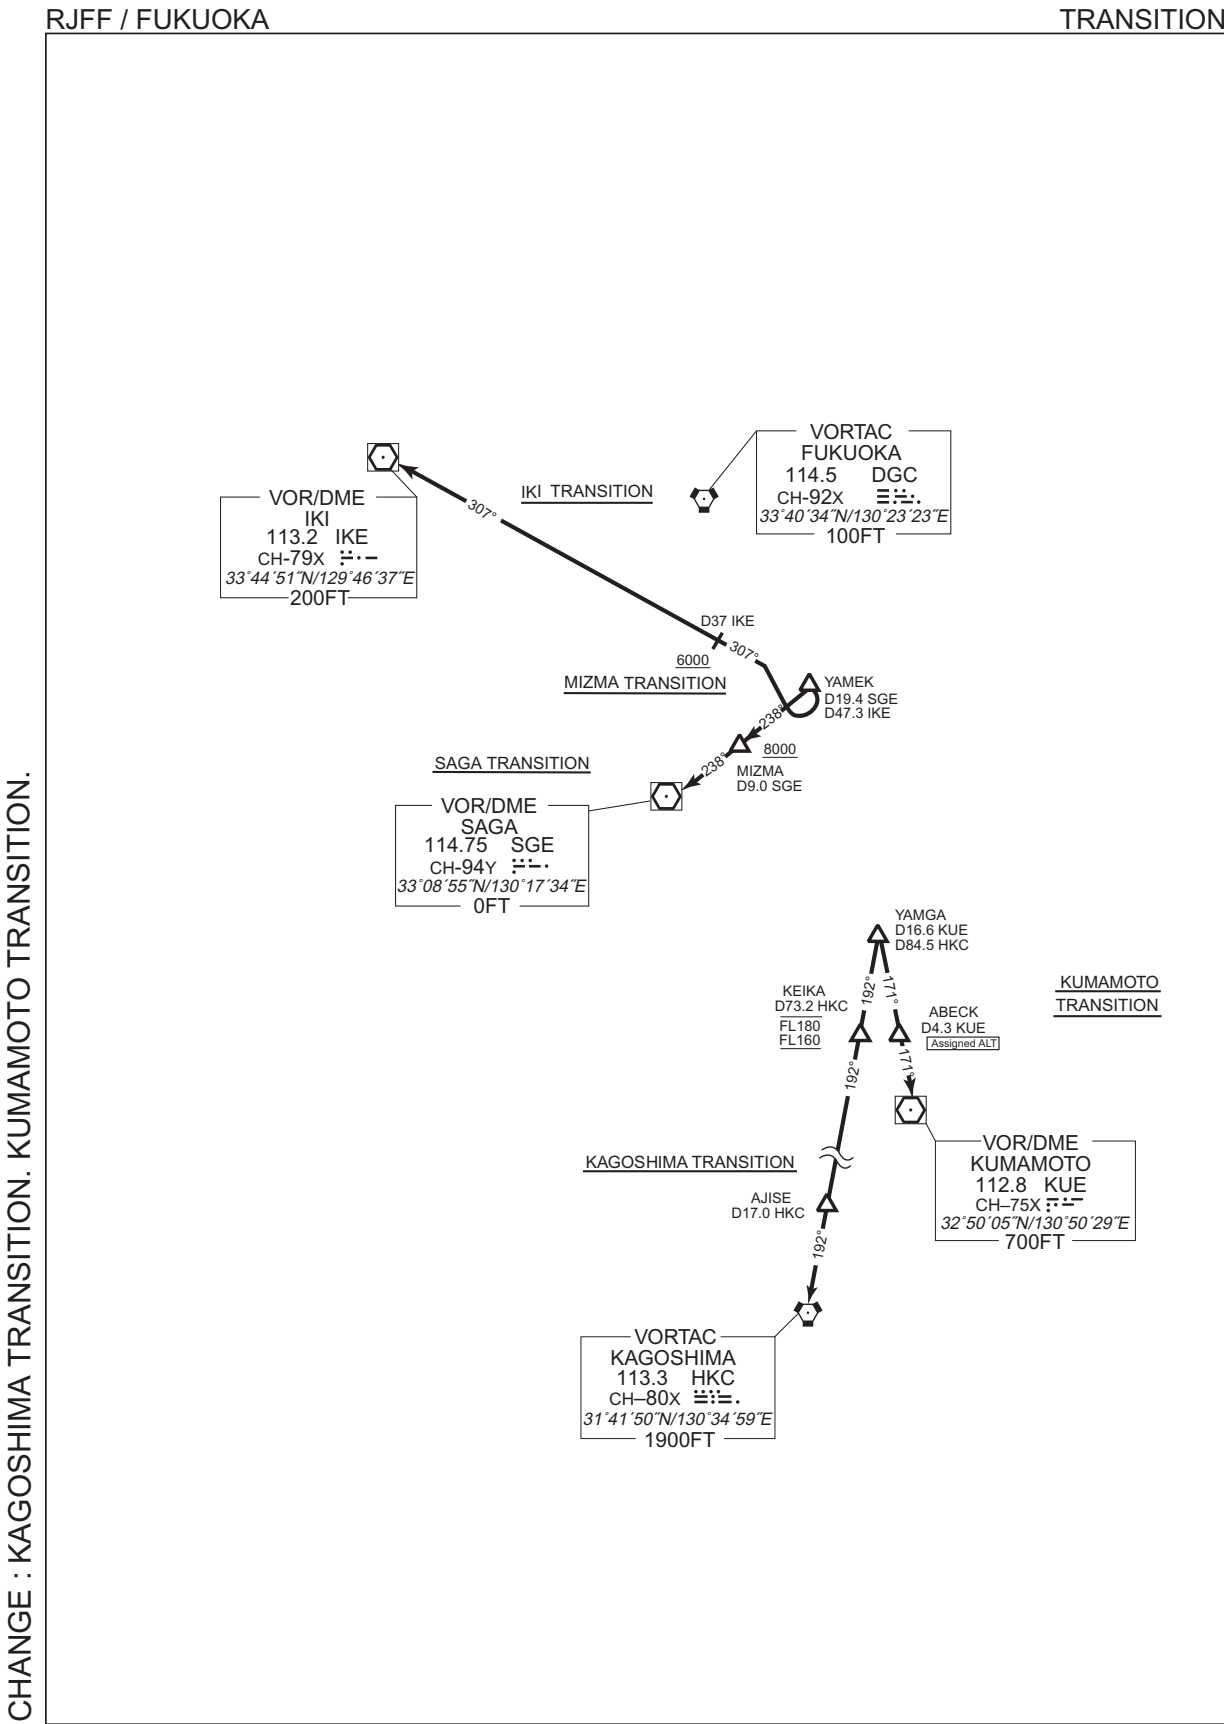 RJFF / FUKUOKA
TRANSITION
VORTAC
FUKUOKA
114.5 DGC
CH-92X
33°40´34˝N/130°23´23˝E
100FT
IKI TRANSITION
307°
VOR/DME
IKI
113.2 IKE
CH-79X
33°44´51˝N/129°46´37˝E
200FT
D37 IKE
307°
6000
MIZMA TRANSITION
YAMEK
D19.4 SGE
D47.3 IKE
238°
8000
MIZMA
D9.0 SGE
238°
SAGA TRANSITION
VOR/DME
SAGA
114.75 SGE
CH-94Y
33°08´55˝N/130°17´34˝E
0FT
YAMGA
D16.6 KUE
D84.5 HKC
192°
171°
KEIKA
D73.2 HKC
FL180
FL160
ABECK
D4.3 KUE
Assigned ALT
KUMAMOTO
TRANSITION
192°
171°
VOR/DME
KUMAMOTO
112.8 KUE
CH–75X
32°50´05˝N/130°50´29˝E
700FT
KAGOSHIMA TRANSITION
AJISE
D17.0 HKC
192°
VORTAC
KAGOSHIMA
113.3 HKC
CH–80X
31°41´50˝N/130°34´59˝E
1900FT
CHANGE : KAGOSHIMA TRANSITION. KUMAMOTO TRANSITION.